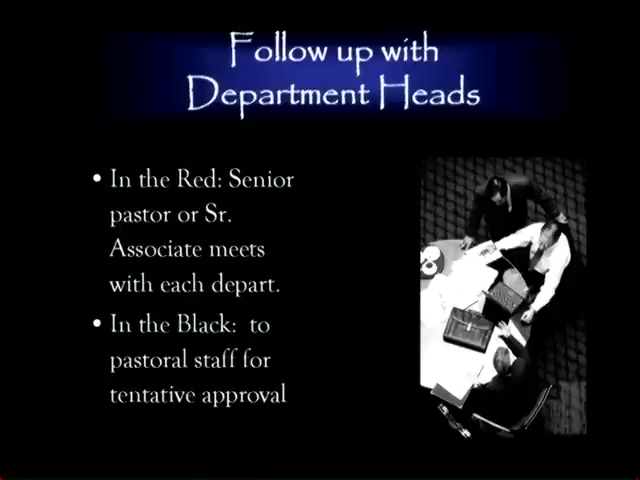 Follow up with
Department Heads
• In the Red: Senior
pastor or Sr.
Associate meets
with each depart.
• In the Black:  to
pastoral staff for
tentative approval